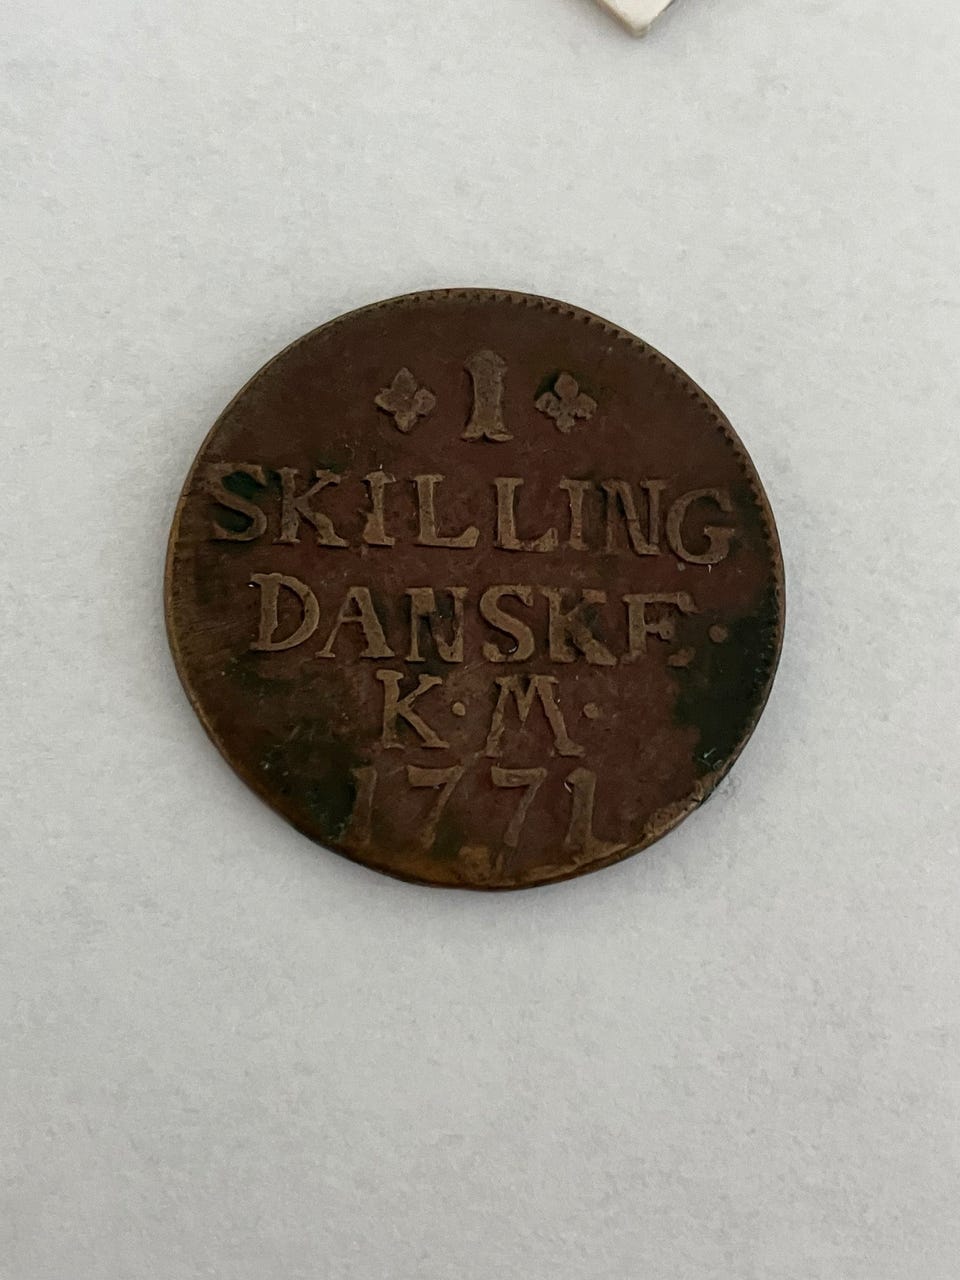 1
SKILLING
DANSKE.
K·M·
1771